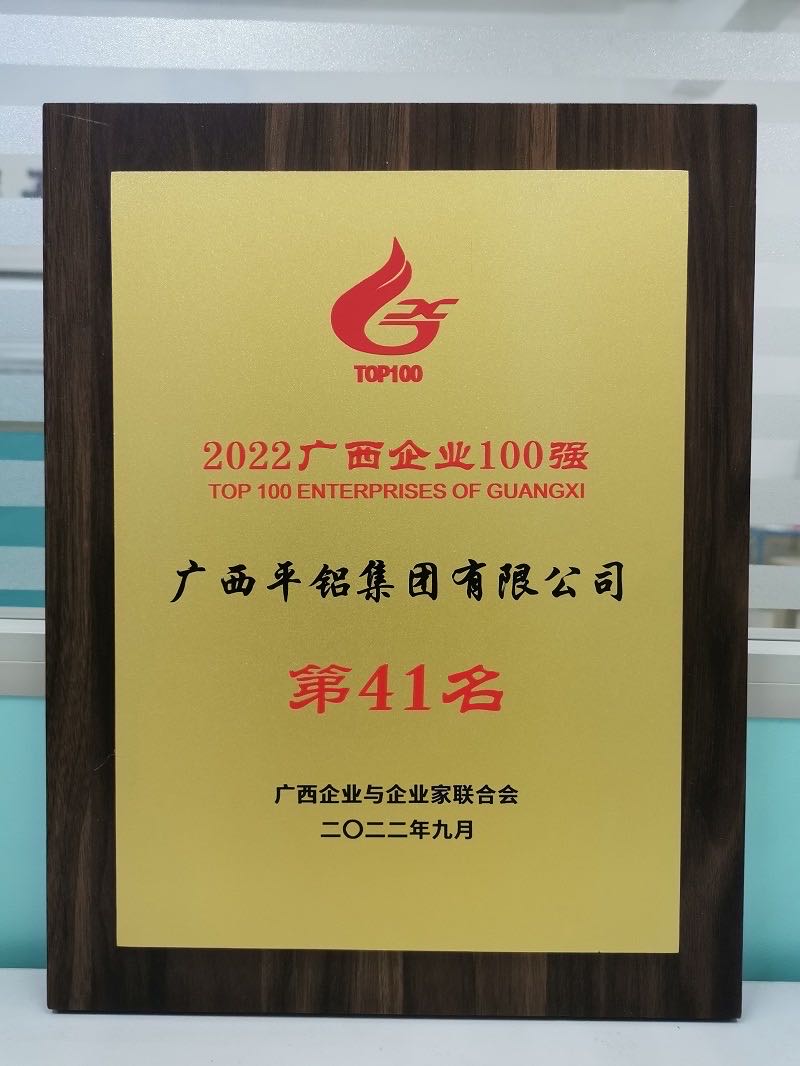 TOP100
2022广西企业100强
TOP 100 ENTERPRISES OF GUANGXI
广西平铝集团有限公司
第41名
广西企业与企业家联合会
二〇二二年九月